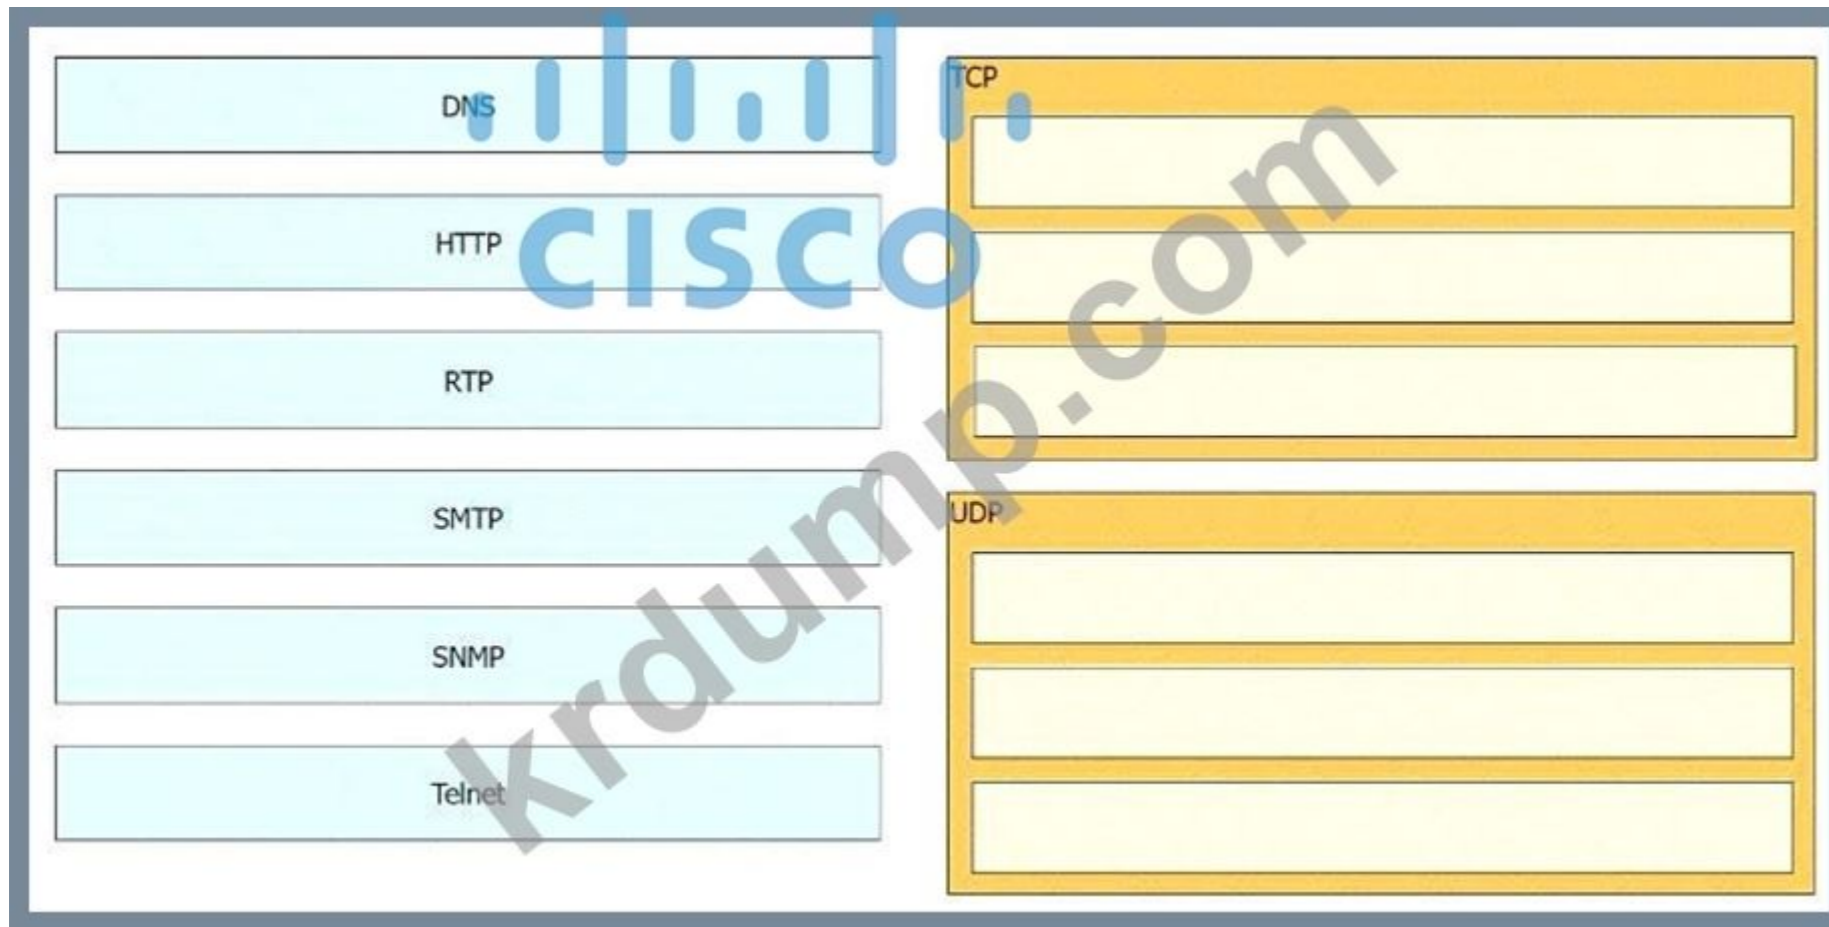 DNS
HTTP
RTP
SMTP
SNMP
Telnet
TCP
UDP
CISCO
krdump.com